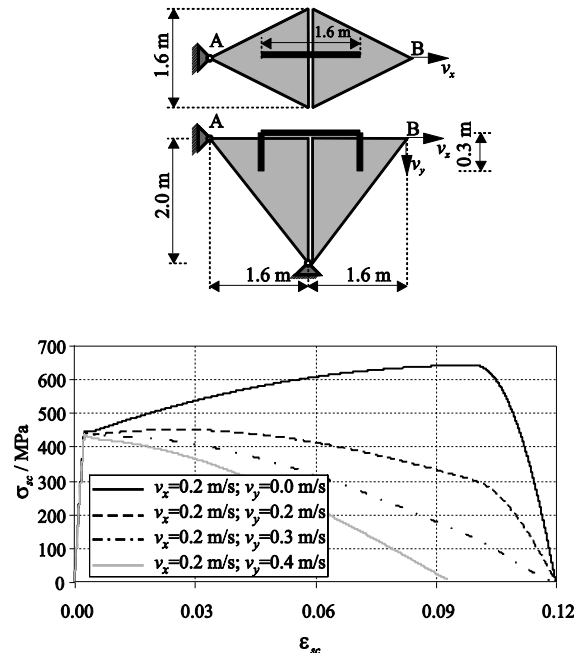 1.6 m
A
1.6 m
B
v_x
A
B
v_x
v_y
0.3 m
2.0 m
1.6 m
1.6 m
700
600
500
400
300
200
100
0
σ_sc / MPa
v_x=0.2 m/s; v_y=0.0 m/s
v_x=0.2 m/s; v_y=0.2 m/s
v_x=0.2 m/s; v_y=0.3 m/s
v_x=0.2 m/s; v_y=0.4 m/s
0.00 0.03 0.06 0.09 0.12
ε_sc